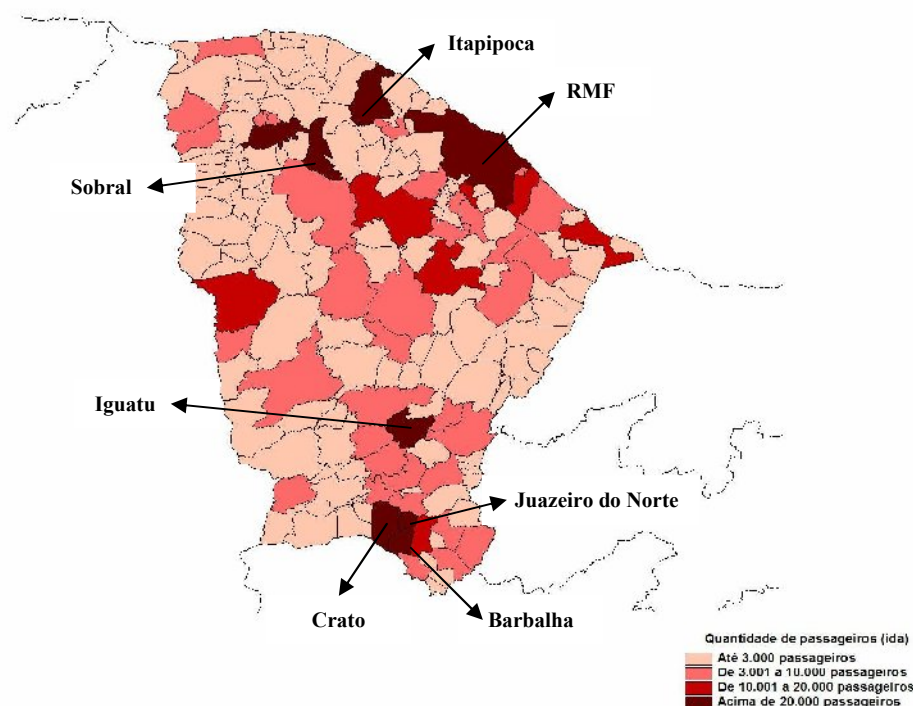 Itapipoca
RMF
Sobral
Iguatu
Juazeiro do Norte
Crato
Barbalha
Quantidade de passageiros (ida)
Até 3.000 passageiros
De 3.001 a 10.000 passageiros
De 10.001 a 20.000 passageiros
Acima de 20.000 passageiros